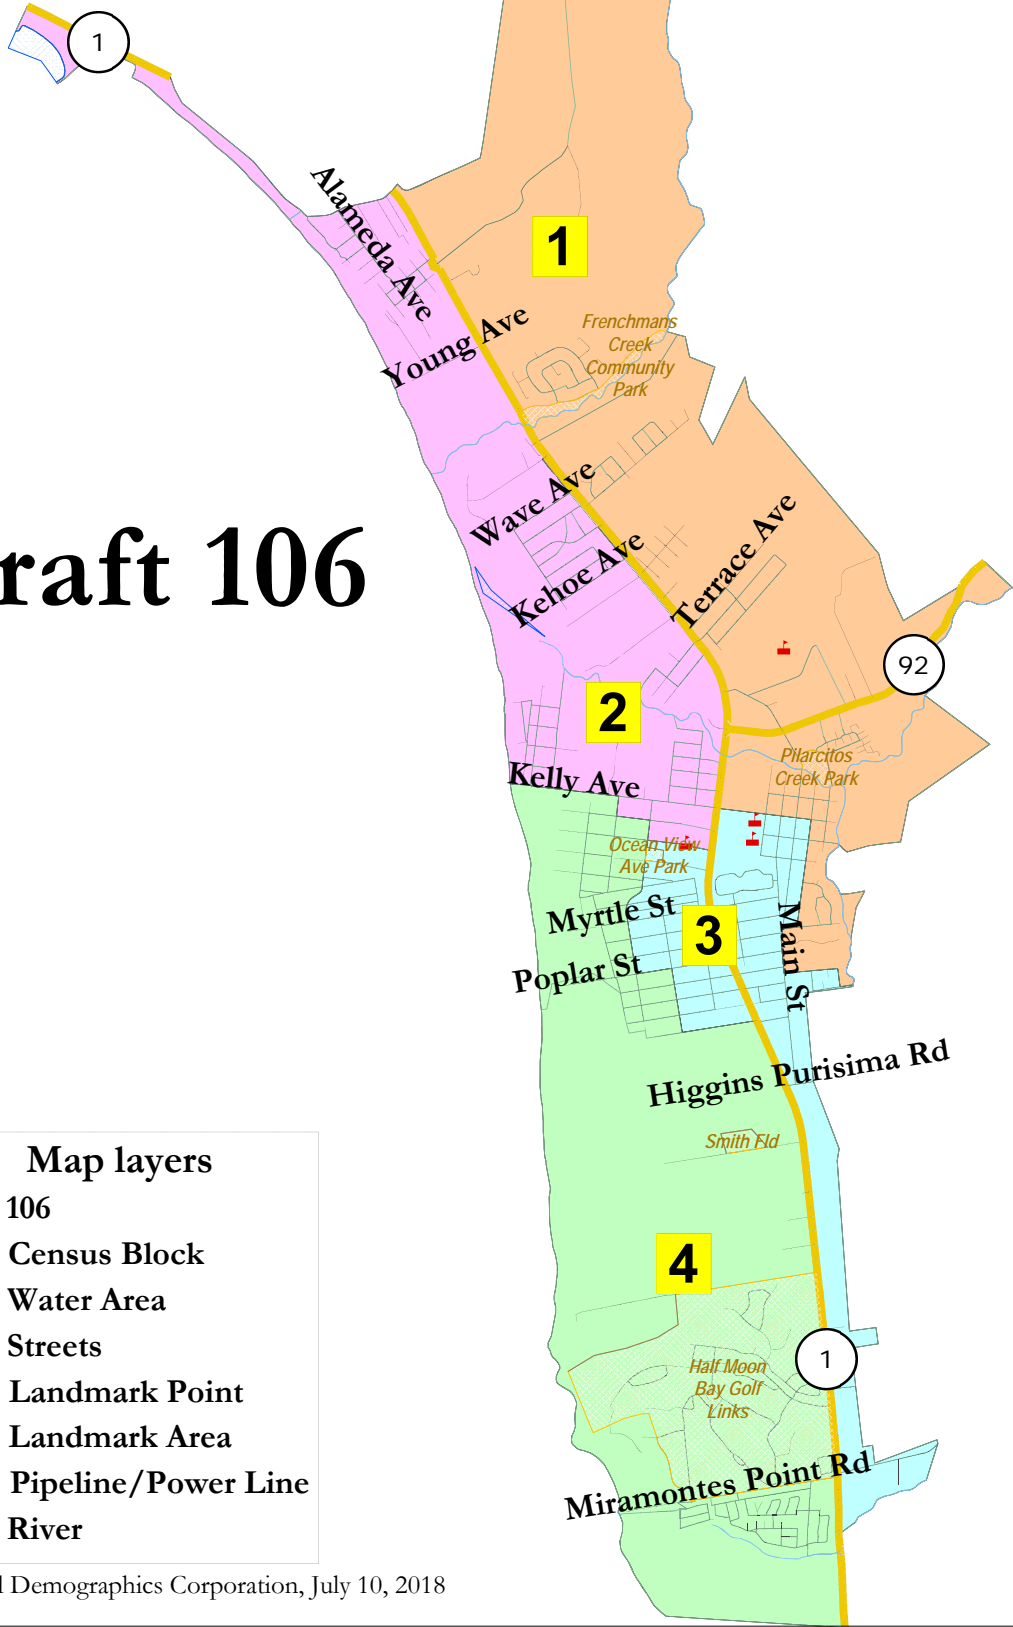 1
Alameda Ave
1
Frenchmans
Creek
Community
Park
Young Ave
Wave Ave
Kehoe Ave
Terrace Ave
raft 106
92
2
Pilarcitos
Creek Park
Kelly Ave
Ocean View
Ave Park
Myrtle St
3
Main St
Poplar St
Higgins Purisima Rd
Smith Fld
Map layers
106
Census Block
Water Area
Streets
Landmark Point
Landmark Area
Pipeline/Power Line
River
4
1
Half Moon
Bay Golf
Links
Miramontes Point Rd
l Demographics Corporation, July 10, 2018